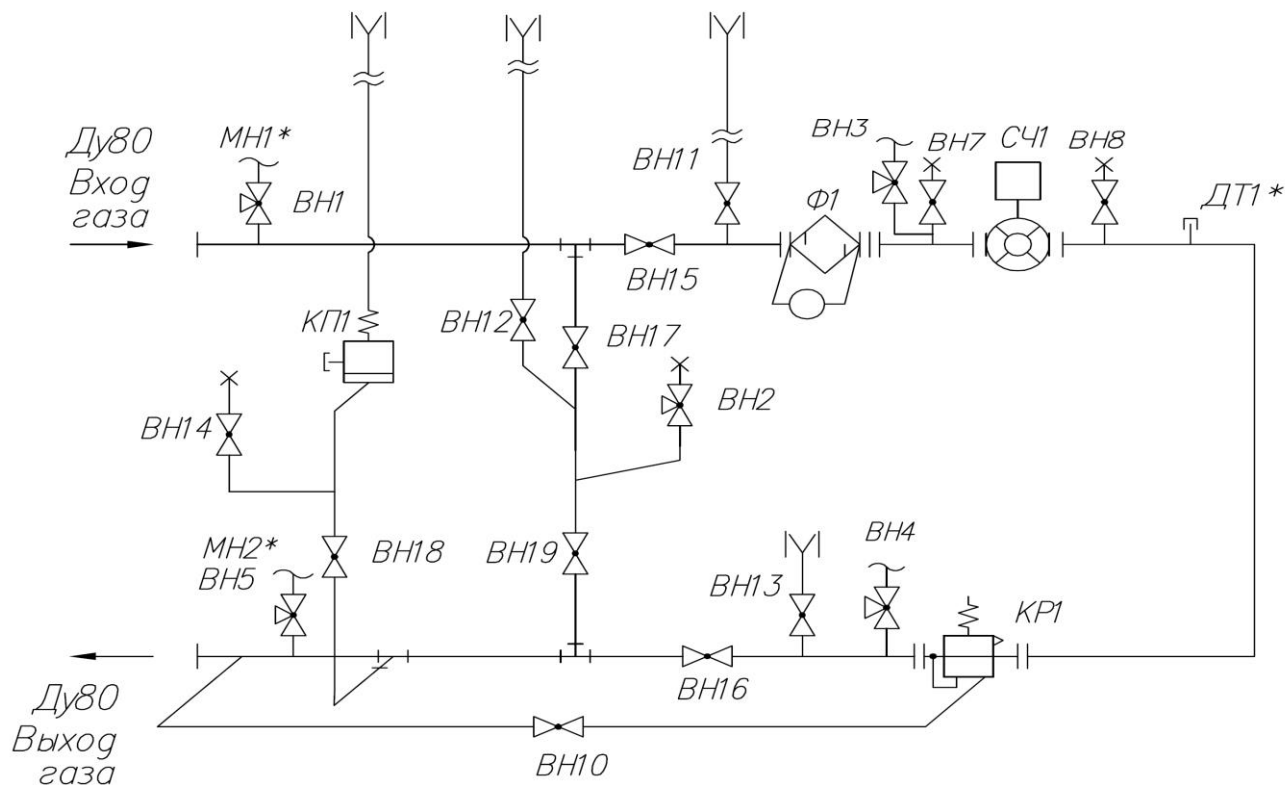 Ду80
Вход
газа
МН1*
ВН1
ВН11
ВН3
ВН7
СЧ1
ВН8
ДТ1*
Ф1
ВН15
КП1
ВН12
ВН17
ВН2
ВН14
ВН18
ВН19
МН2*
ВН5
ВН13
ВН4
КР1
ВН16
ВН10
Ду80
Выход
газа